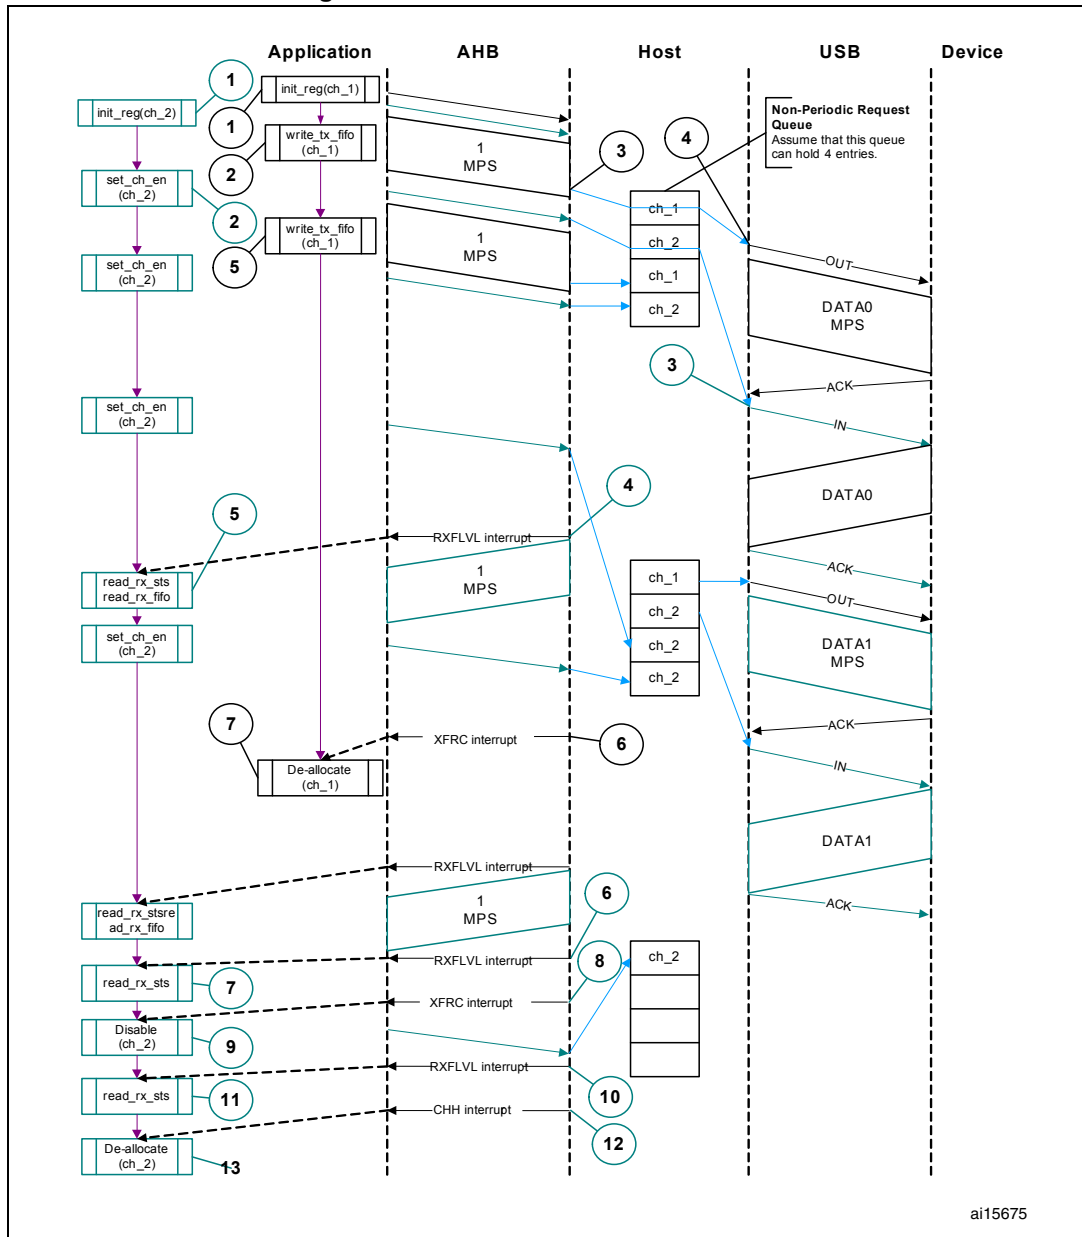 g
Application AHB Host USB Device
1
init_reg(ch_1)
init_reg(ch_2)
1
Non-Periodic Request
Queue
Assume that this queue
can hold 4 entries.
write_tx_fifo
(ch_1)
2
1
MPS
3
4
set_ch_en
(ch_2)
2
ch_1
write_tx_fifo
(ch_1)
5
1
MPS
ch_2
set_ch_en
(ch_2)
ch_1
OUT
ch_2
DATA0
MPS
3
ACK
set_ch_en
(ch_2)
IN
4
DATA0
5
RXFLVL interrupt
read_rx_sts
read_rx_fifo
1
MPS
ch_1
ACK
OUT
ch_2
set_ch_en
(ch_2)
ch_2
DATA1
MPS
ch_2
7
XFRC interrupt
6
ACK
De-allocate
(ch_1)
IN
DATA1
RXFLVL interrupt
6
read_rx_stsre
ad_rx_fifo
1
MPS
ACK
RXFLVL interrupt
8
ch_2
read_rx_sts
7
XFRC interrupt
Disable
(ch_2)
9
RXFLVL interrupt
10
read_rx_sts
11
CHH interrupt
12
De-allocate
(ch_2)
13
ai15675